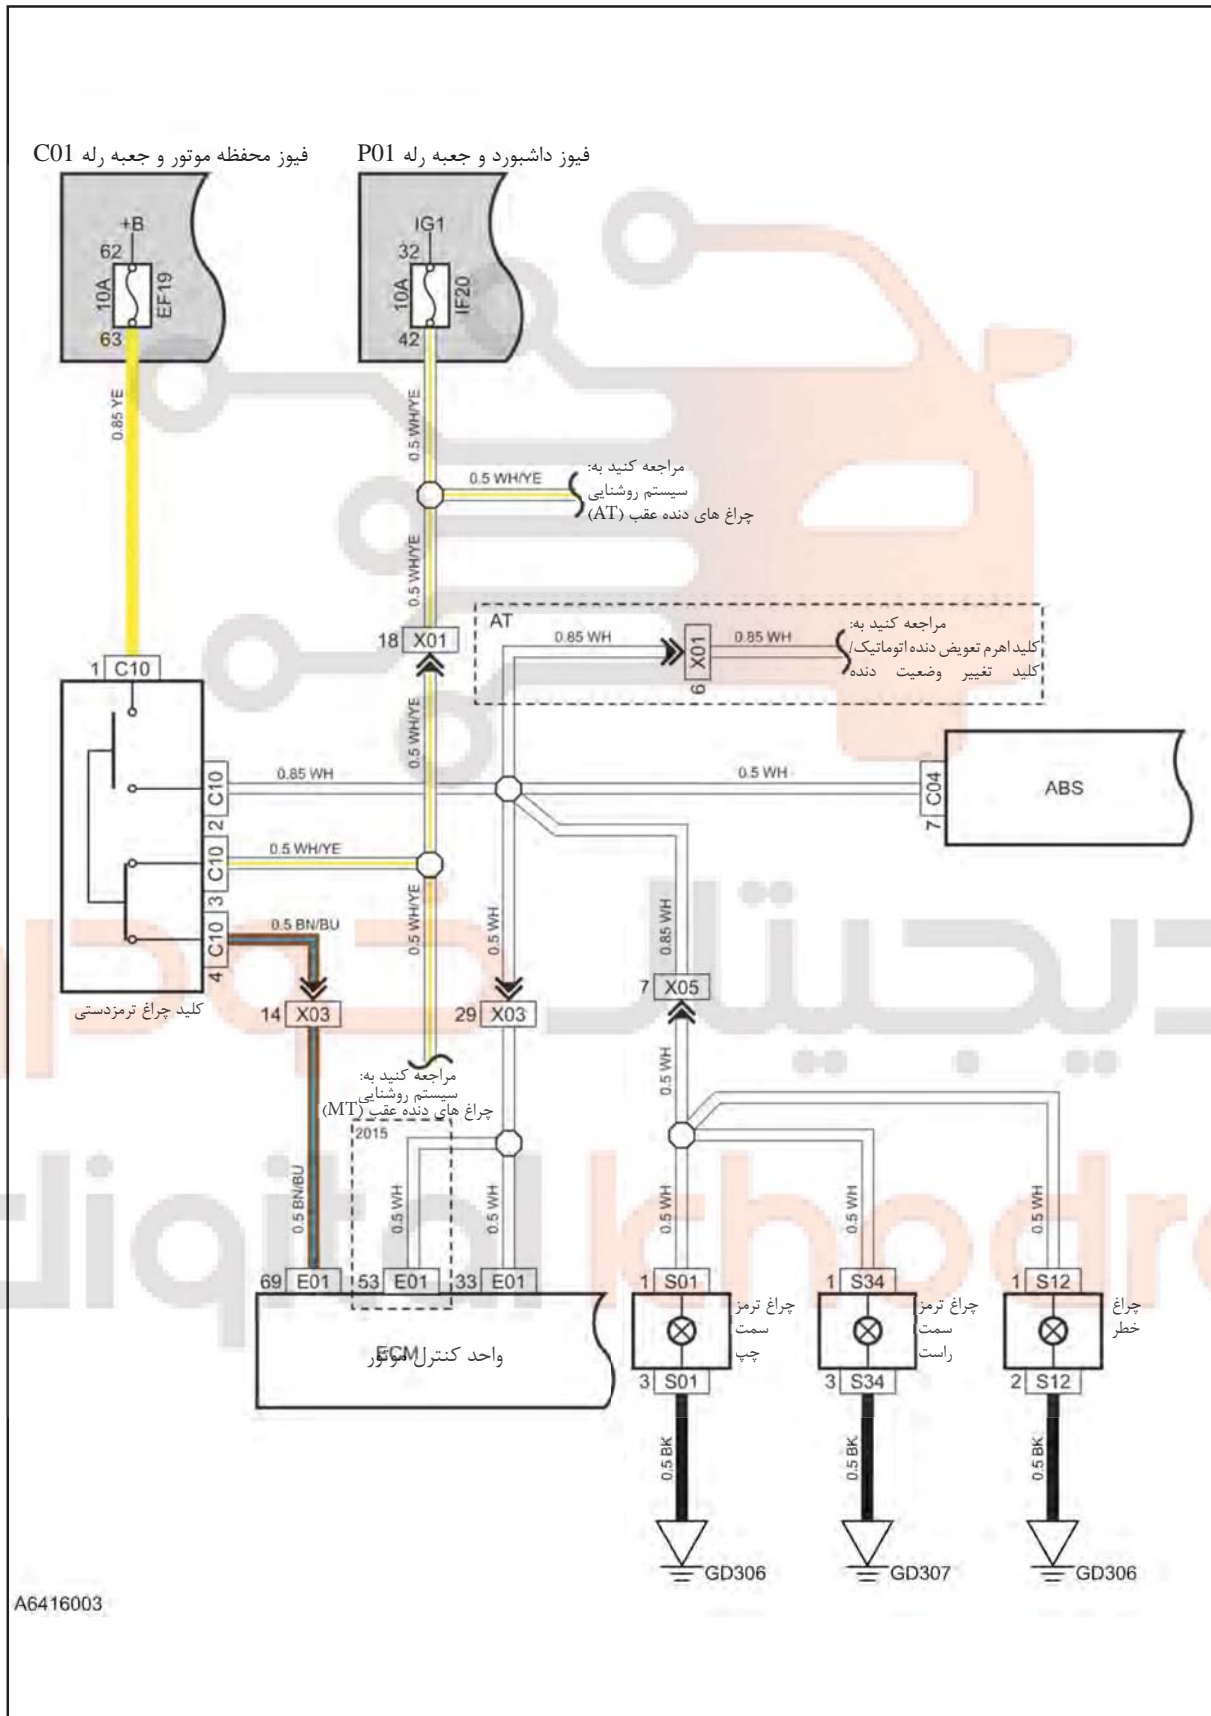 فیوز محفظه موتور و جعبه رله C01
فیوز داشبورد و جعبه رله P01
+B
62
10A
EF19
63
IG1
32
10A
IF20
42
0.85 YE
0.5 WH/YE
0.5 WH/YE
مراجعه کنید به:
سیستم روشنایی
چراغ های دنده عقب (AT)
0.5 WH/YE
18 X01
AT
0.85 WH
X01
6
0.85 WH
مراجعه کنید به:
کلید اهرم تعویض دنده اتوماتیک/
کلید تغییر وضعیت دنده
1 C10
0.5 WH/YE
0.85 WH
C10
2
0.5 WH
C04
7
ABS
0.5 WH/YE
C10
3
0.5 BN/BU
C10
4
0.5 WH/YE
0.5 WH
0.85 WH
کلید چراغ ترمزدستی
14 X03
29 X03
7 X05
دیجیتال خودرو
مراجعه کنید به:
سیستم روشنایی
چراغ های دنده عقب (MT)
0.5 WH
2015
0.5 BN/BU
0.5 WH
0.5 WH
0.5 WH
0.5 WH
0.5 WH
digital khodro
69 E01
53 E01
33 E01
1 S01
1 S34
1 S12
ECM
واحد کنترل موتور
چراغ ترمز
سمت
چپ
چراغ ترمز
سمت
راست
چراغ
خطر
3 S01
3 S34
2 S12
0.5 BK
0.5 BK
0.5 BK
GD306
GD307
GD306
A6416003